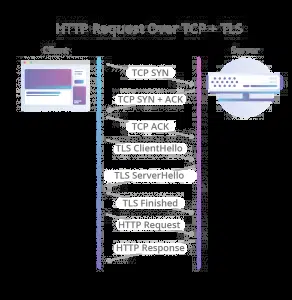 HTTP Request Over TCP + TLS
Client
Server
TCP SYN
TCP SYN + ACK
TCP ACK
TLS ClientHello
TLS ServerHello
TLS Finished
HTTP Request
HTTP Response